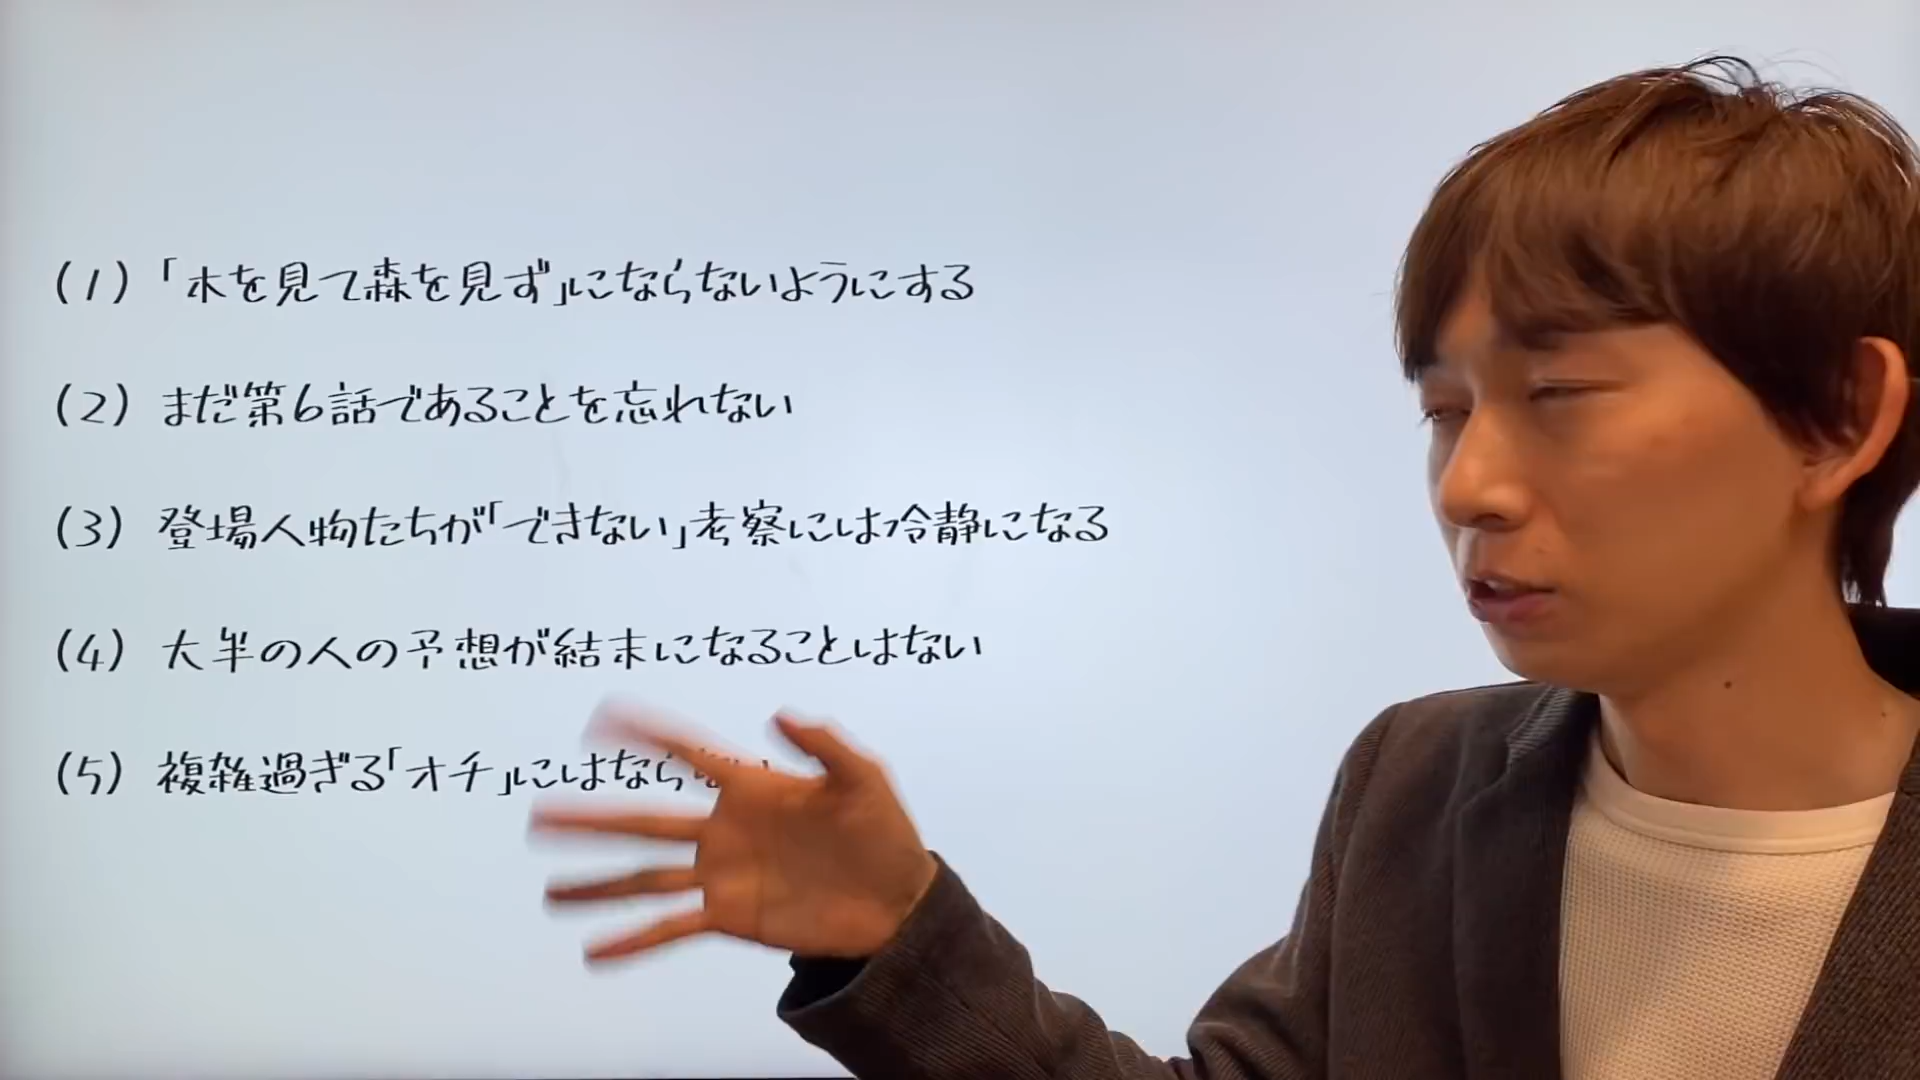 (1)「木を見て森を見ず」にならないようにする
(2) まだ第6話であることを忘れない
(3) 登場人物たちが「できない」考察には冷静になる
(4) 大半の人の予想が結末になることはない
(5) 複雑過ぎる「オチ」にはなら